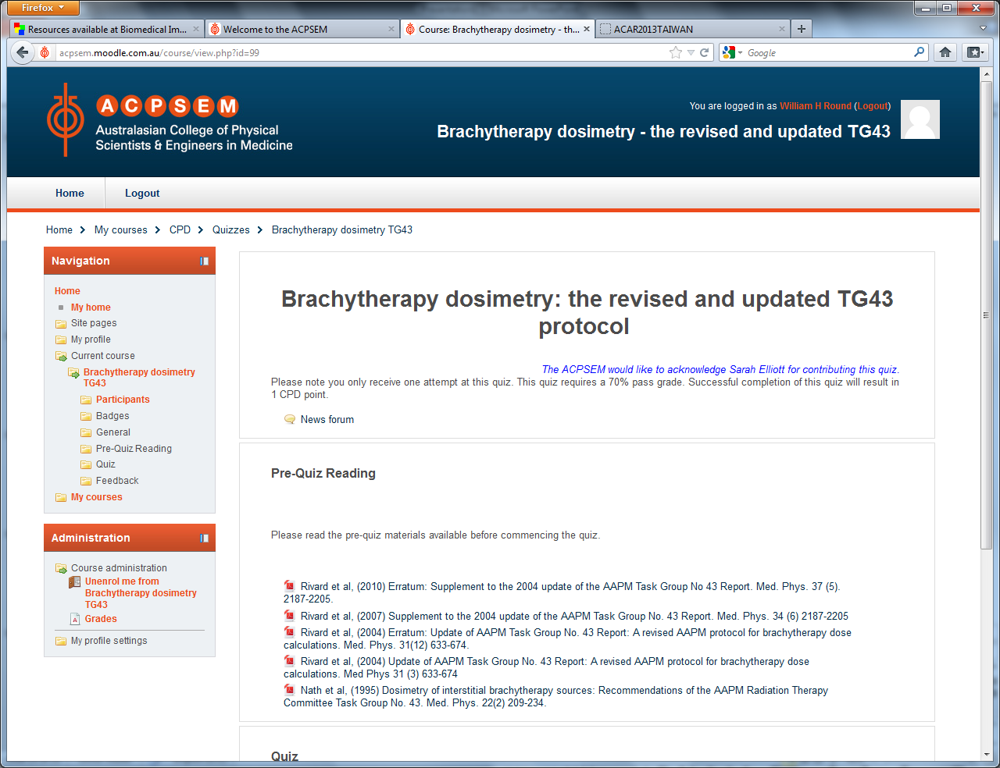 Firefox
Resources available at Biomedical Im...
Welcome to the ACPSEM
Course: Brachytherapy dosimetry - th...
ACAR2013TAIWAN
acpsem.moodle.com.au/course/view.php?id=99
Google
ACPSEM
Australasian College of Physical
Scientists & Engineers in Medicine
You are logged in as William H Round (Logout)
Brachytherapy dosimetry - the revised and updated TG43
Home
Logout
Home
My courses
CPD
Quizzes
Brachytherapy dosimetry TG43
Navigation
Home
My home
Site pages
My profile
Current course
Brachytherapy dosimetry
TG43
Participants
Badges
General
Pre-Quiz Reading
Quiz
Feedback
My courses
Administration
Course administration
Unenrol me from
Brachytherapy dosimetry
TG43
Grades
My profile settings
Brachytherapy dosimetry: the revised and updated TG43
protocol
The ACPSEM would like to acknowledge Sarah Elliott for contributing this quiz.
Please note you only receive one attempt at this quiz. This quiz requires a 70% pass grade. Successful completion of this quiz will result in
1 CPD point.
News forum
Pre-Quiz Reading
Please read the pre-quiz materials available before commencing the quiz.
Rivard et al, (2010) Erratum: Supplement to the 2004 update of the AAPM Task Group No 43 Report. Med. Phys. 37 (5).
2187-2205.
Rivard et al, (2007) Supplement to the 2004 update of the AAPM Task Group No. 43 Report. Med. Phys. 34 (6) 2187-2205
Rivard et al, (2004) Erratum: Update of AAPM Task Group No. 43 Report: A revised AAPM protocol for brachytherapy dose
calculations. Med. Phys. 31(12) 633-674.
Rivard et al, (2004) Update of AAPM Task Group No. 43 Report: A revised AAPM protocol for brachytherapy dose
calculations. Med Phys 31 (3) 633-674
Nath et al, (1995) Dosimetry of interstitial brachytherapy sources: Recommendations of the AAPM Radiation Therapy
Committee Task Group No. 43. Med. Phys. 22(2) 209-234.
Quiz